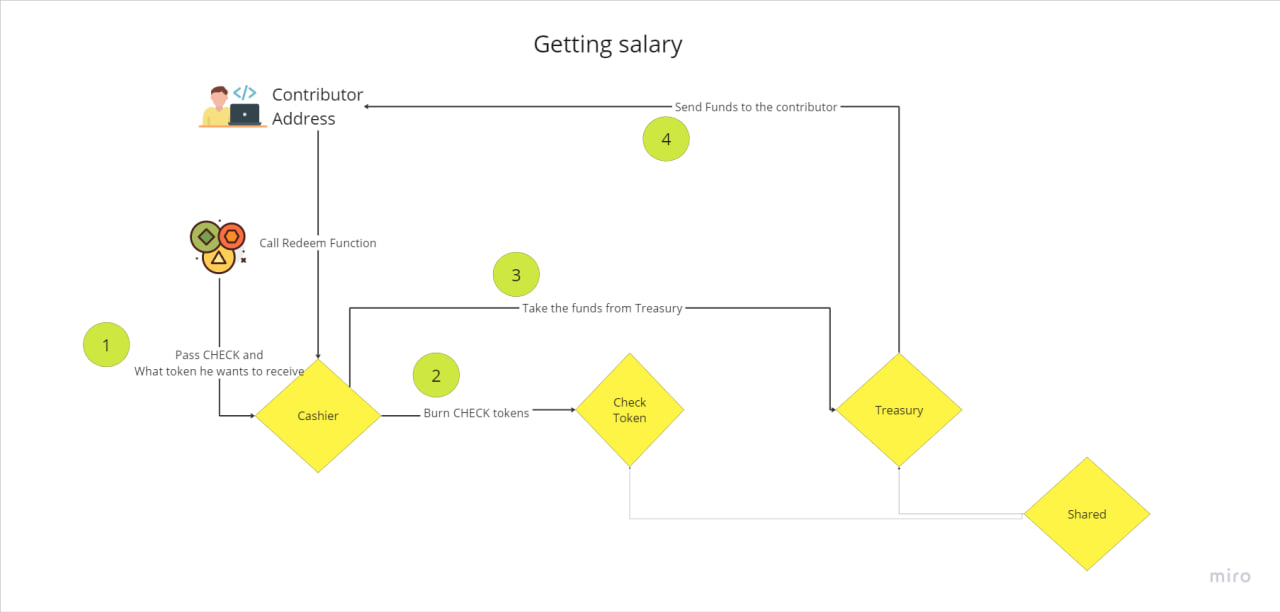 Getting salary
Contributor
Address
Send Funds to the contributor
4
Call Redeem Function
3
Take the funds from Treasury
1
Pass CHECK and
What token he wants to receive
2
Cashier
Burn CHECK tokens
Check
Token
Treasury
Shared
miro